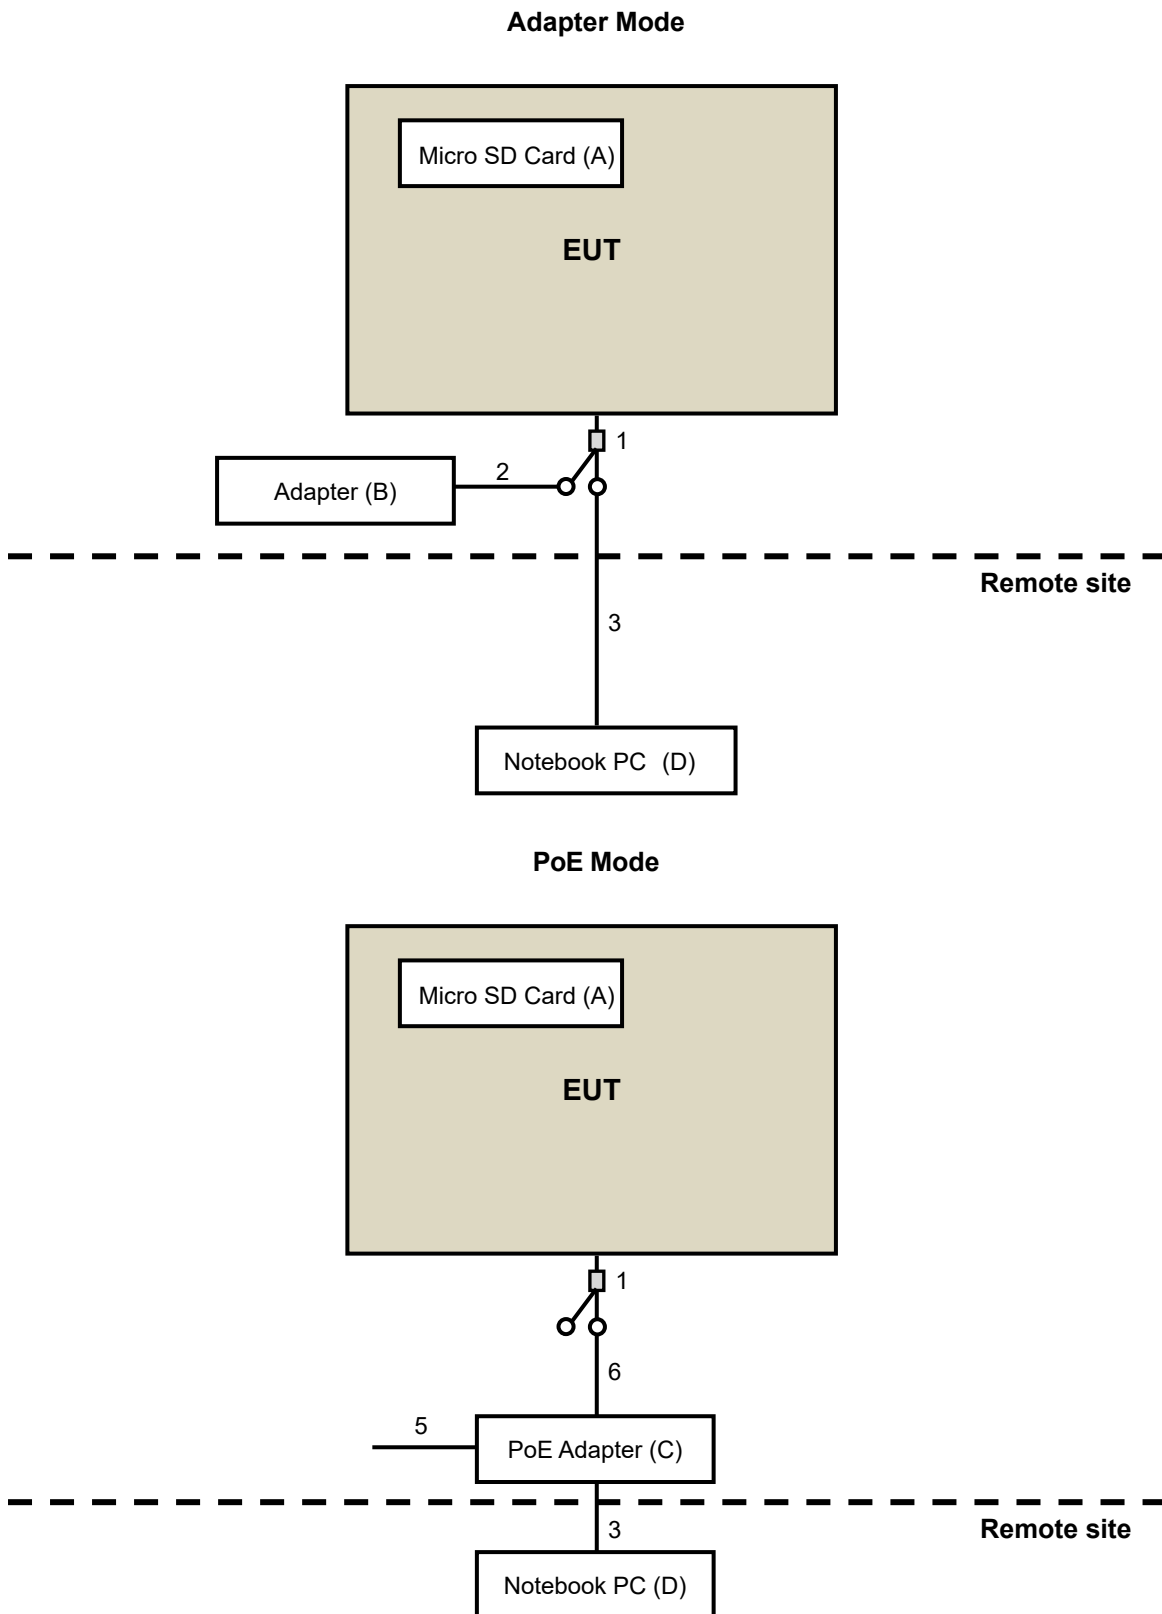 Adapter Mode
Micro SD Card (A)
EUT
1
2
Adapter (B)
Remote site
3
Notebook PC (D)
PoE Mode
Micro SD Card (A)
EUT
1
6
5
PoE Adapter (C)
Remote site
3
Notebook PC (D)